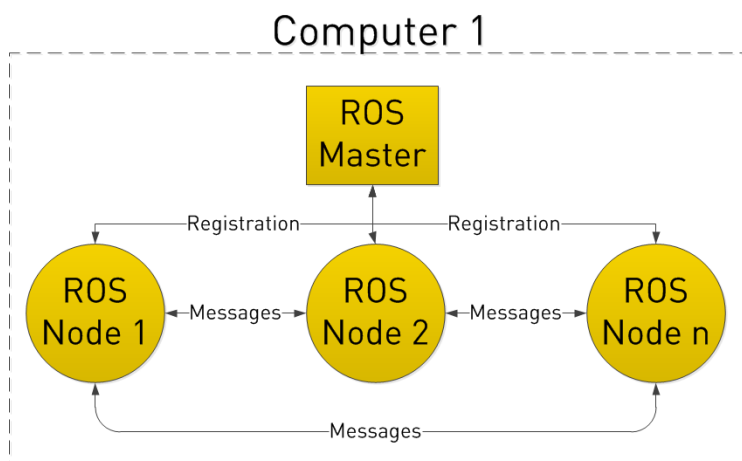 Computer 1
ROS
Master
Registration
Registration
ROS
Node 1
Messages
ROS
Node 2
Messages
ROS
Node n
Messages